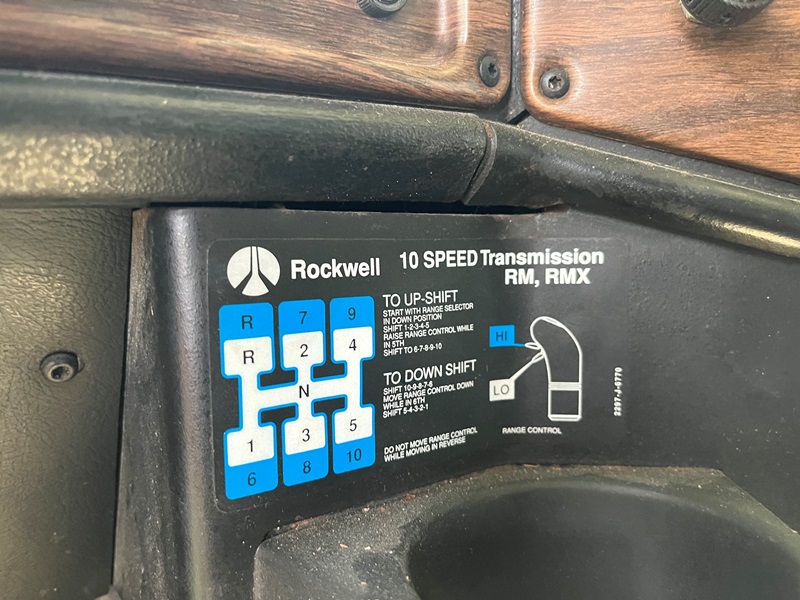 Rockwell 10 SPEED Transmission
RM, RMX
R 7 9
R 2 4
N
1 3 5
6 8 10
TO UP-SHIFT
START WITH RANGE SELECTOR
IN DOWN POSITION
SHIFT 1-2-3-4-5
RAISE RANGE CONTROL WHILE
IN 5TH
SHIFT TO 6-7-8-9-10
TO DOWN SHIFT
SHIFT 10-9-8-7-6
MOVE RANGE CONTROL DOWN
WHILE IN 6TH
SHIFT 5-4-3-2-1
DO NOT MOVE RANGE CONTROL
WHILE MOVING IN REVERSE
HI
LO
RANGE CONTROL
2297-J-6770